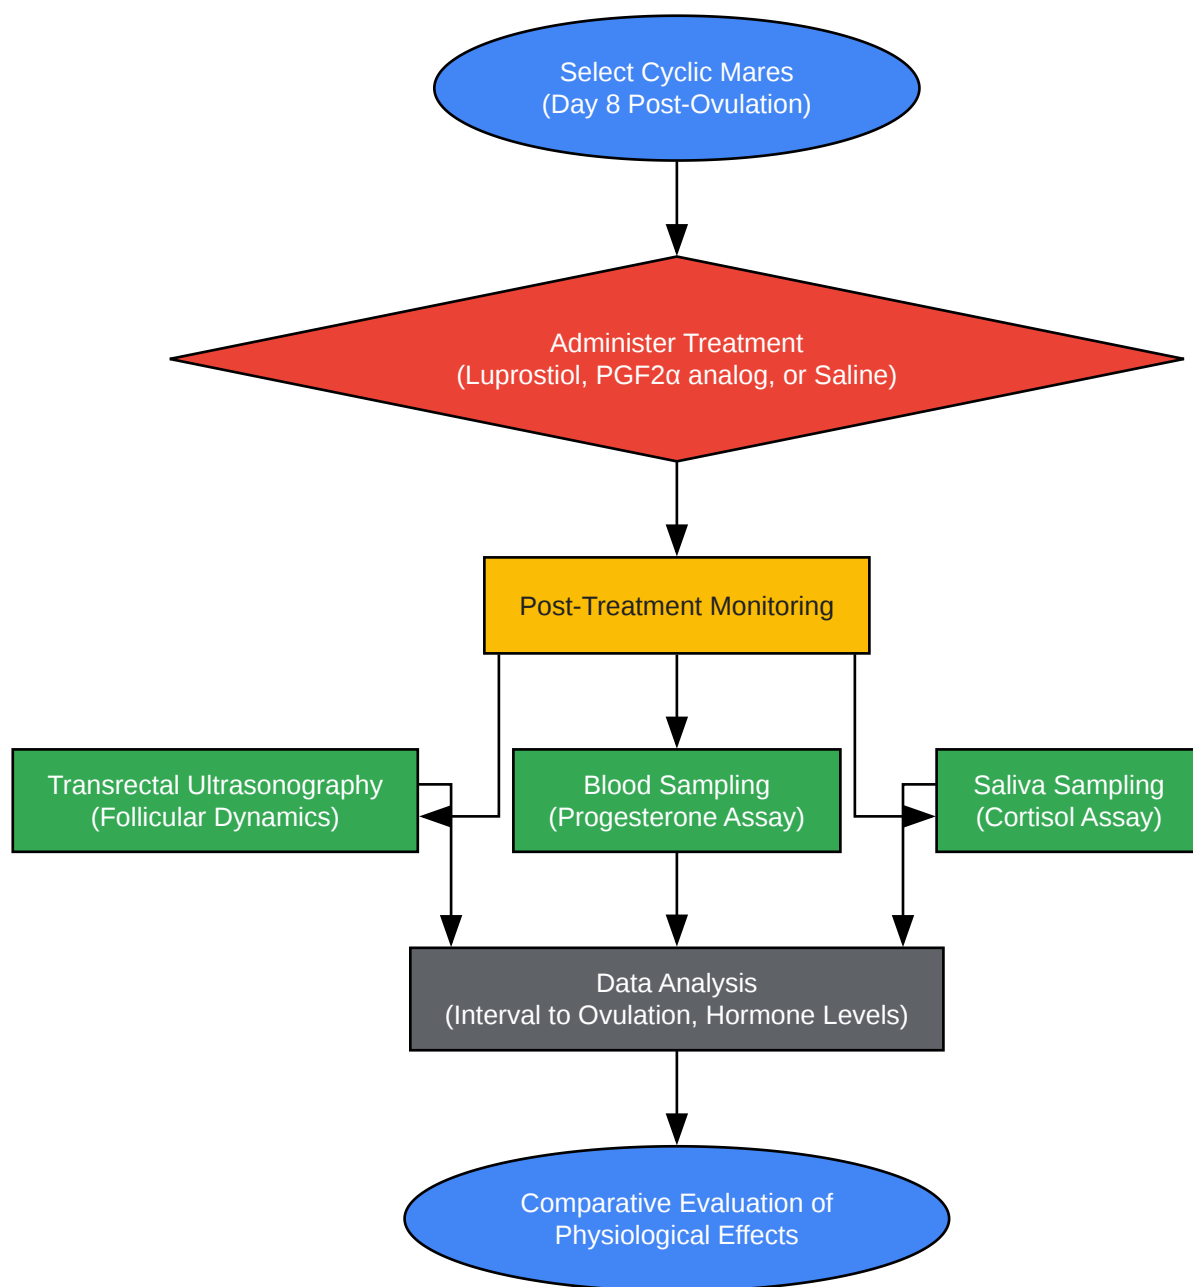 Select Cyclic Mares
(Day 8 Post-Ovulation)
Administer Treatment
(Luprostiol, PGF2α analog, or Saline)
Post-Treatment Monitoring
Transrectal Ultrasonography
(Follicular Dynamics)
Blood Sampling
(Progesterone Assay)
Saliva Sampling
(Cortisol Assay)
Data Analysis
(Interval to Ovulation, Hormone Levels)
Comparative Evaluation of
Physiological Effects